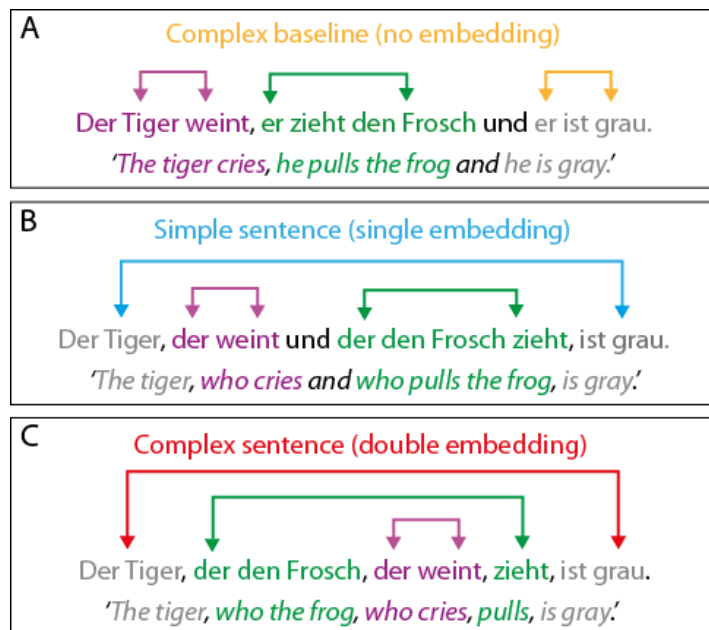 A
Complex baseline (no embedding)
Der Tiger weint, er zieht den Frosch und er ist grau.
‘The tiger cries, he pulls the frog and he is gray.’
B
Simple sentence (single embedding)
Der Tiger, der weint und der den Frosch zieht, ist grau.
‘The tiger, who cries and who pulls the frog, is gray.’
C
Complex sentence (double embedding)
Der Tiger, der den Frosch, der weint, zieht, ist grau.
‘The tiger, who the frog, who cries, pulls, is gray.’